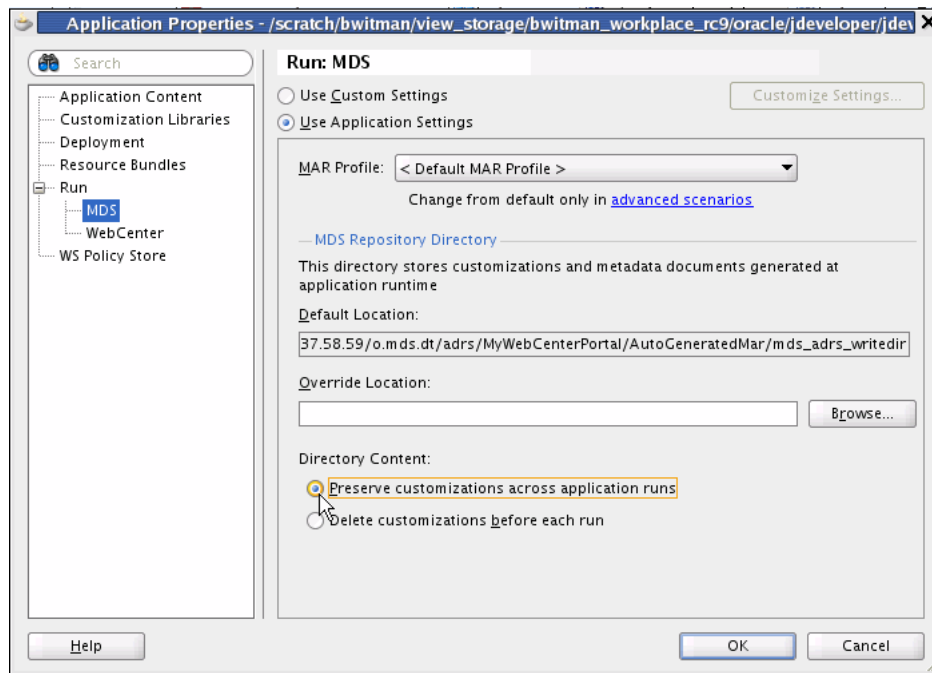 Application Properties - /scratch/bwitman/view_storage/bwitman_workplace_rc9/oracle/jdeveloper/jdev
Search
Application Content
Customization Libraries
Deployment
Resource Bundles
Run
MDS
WebCenter
WS Policy Store
Run: MDS
Use Custom Settings
Customize Settings...
Use Application Settings
MAR Profile:
< Default MAR Profile >
Change from default only in advanced scenarios
MDS Repository Directory
This directory stores customizations and metadata documents generated at
application runtime
Default Location:
37.58.59/o.mds.dt/adrs/MyWebCenterPortal/AutoGeneratedMar/mds_adrs_writedir
Override Location:
Browse...
Directory Content:
Preserve customizations across application runs
Delete customizations before each run
Help
OK
Cancel